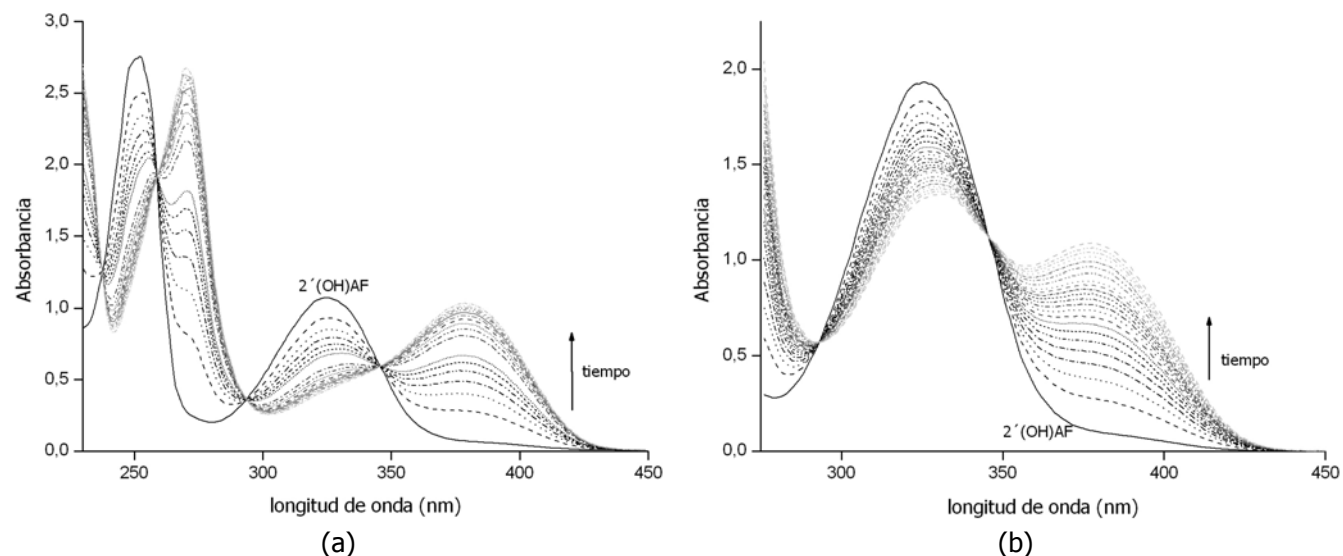 3,0
2,5
2,0
1,5
1,0
0,5
0,0
Absorbancia
2´(OH)AF
tiempo
250
300
350
400
450
longitud de onda (nm)
(a)
2,0
1,5
1,0
0,5
0,0
Absorbancia
2´(OH)AF
tiempo
300
350
400
450
longitud de onda (nm)
(b)